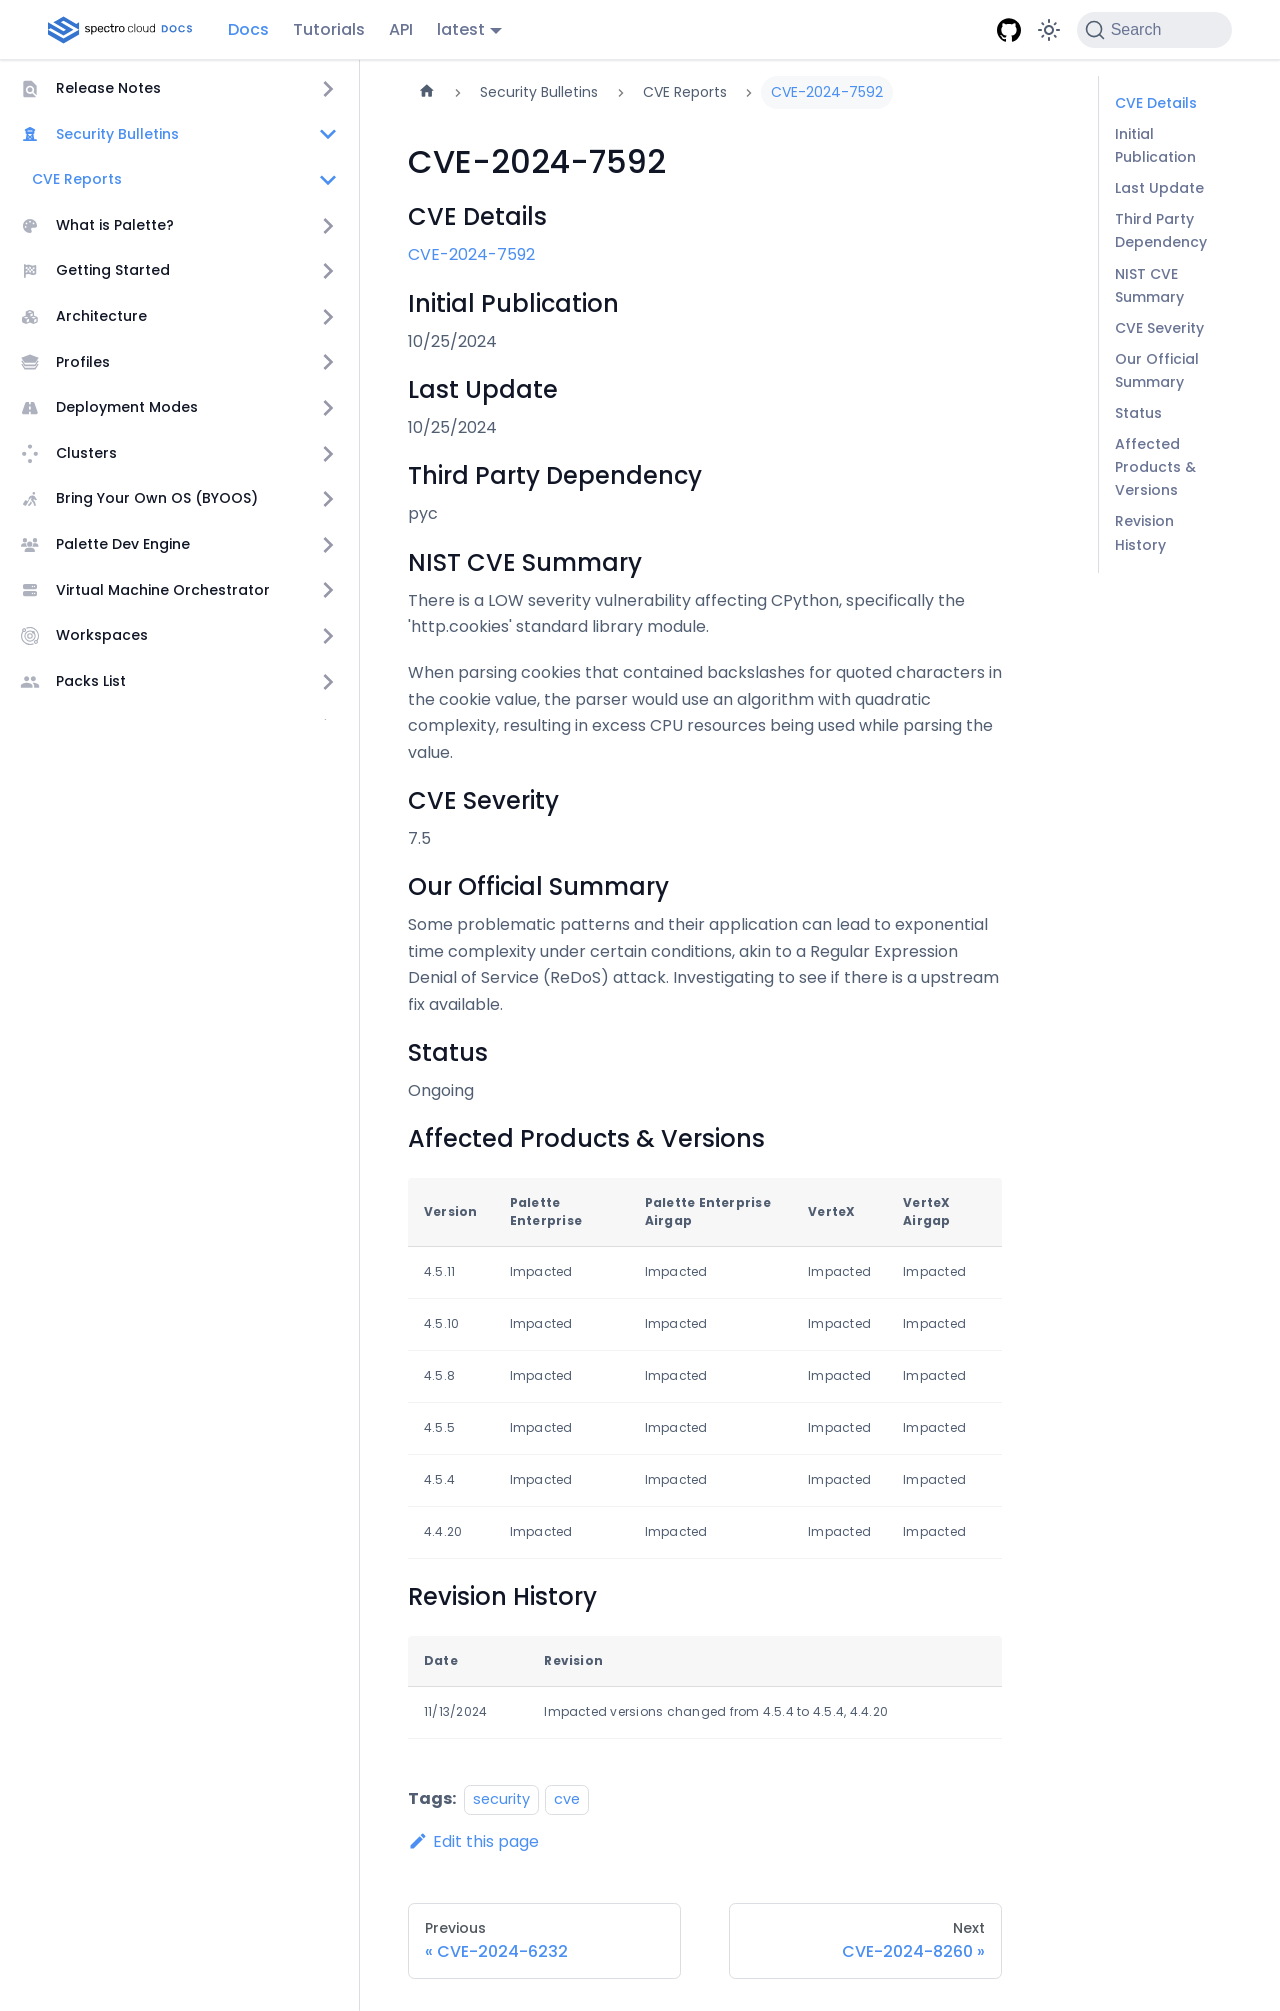 spectro cloud DOCS
Docs
Tutorials
API
latest
Search
Release Notes
Security Bulletins
CVE Reports
What is Palette?
Getting Started
Architecture
Profiles
Deployment Modes
Clusters
Bring Your Own OS (BYOOS)
Palette Dev Engine
Virtual Machine Orchestrator
Workspaces
Packs List
Security Bulletins
CVE Reports
CVE-2024-7592
CVE-2024-7592
CVE Details
CVE-2024-7592
Initial Publication
10/25/2024
Last Update
10/25/2024
Third Party Dependency
pyc
NIST CVE Summary
There is a LOW severity vulnerability affecting CPython, specifically the
'http.cookies' standard library module.
When parsing cookies that contained backslashes for quoted characters in
the cookie value, the parser would use an algorithm with quadratic
complexity, resulting in excess CPU resources being used while parsing the
value.
CVE Severity
7.5
Our Official Summary
Some problematic patterns and their application can lead to exponential
time complexity under certain conditions, akin to a Regular Expression
Denial of Service (ReDoS) attack. Investigating to see if there is a upstream
fix available.
Status
Ongoing
Affected Products & Versions
Version Palette Enterprise Palette Enterprise Airgap VerteX VerteX Airgap
4.5.11 Impacted Impacted Impacted Impacted
4.5.10 Impacted Impacted Impacted Impacted
4.5.8 Impacted Impacted Impacted Impacted
4.5.5 Impacted Impacted Impacted Impacted
4.5.4 Impacted Impacted Impacted Impacted
4.4.20 Impacted Impacted Impacted Impacted
Revision History
Date Revision
11/13/2024 Impacted versions changed from 4.5.4 to 4.5.4, 4.4.20
Tags: security cve
Edit this page
Previous
« CVE-2024-6232
Next
CVE-2024-8260 »
CVE Details
Initial
Publication
Last Update
Third Party
Dependency
NIST CVE
Summary
CVE Severity
Our Official
Summary
Status
Affected
Products &
Versions
Revision
History